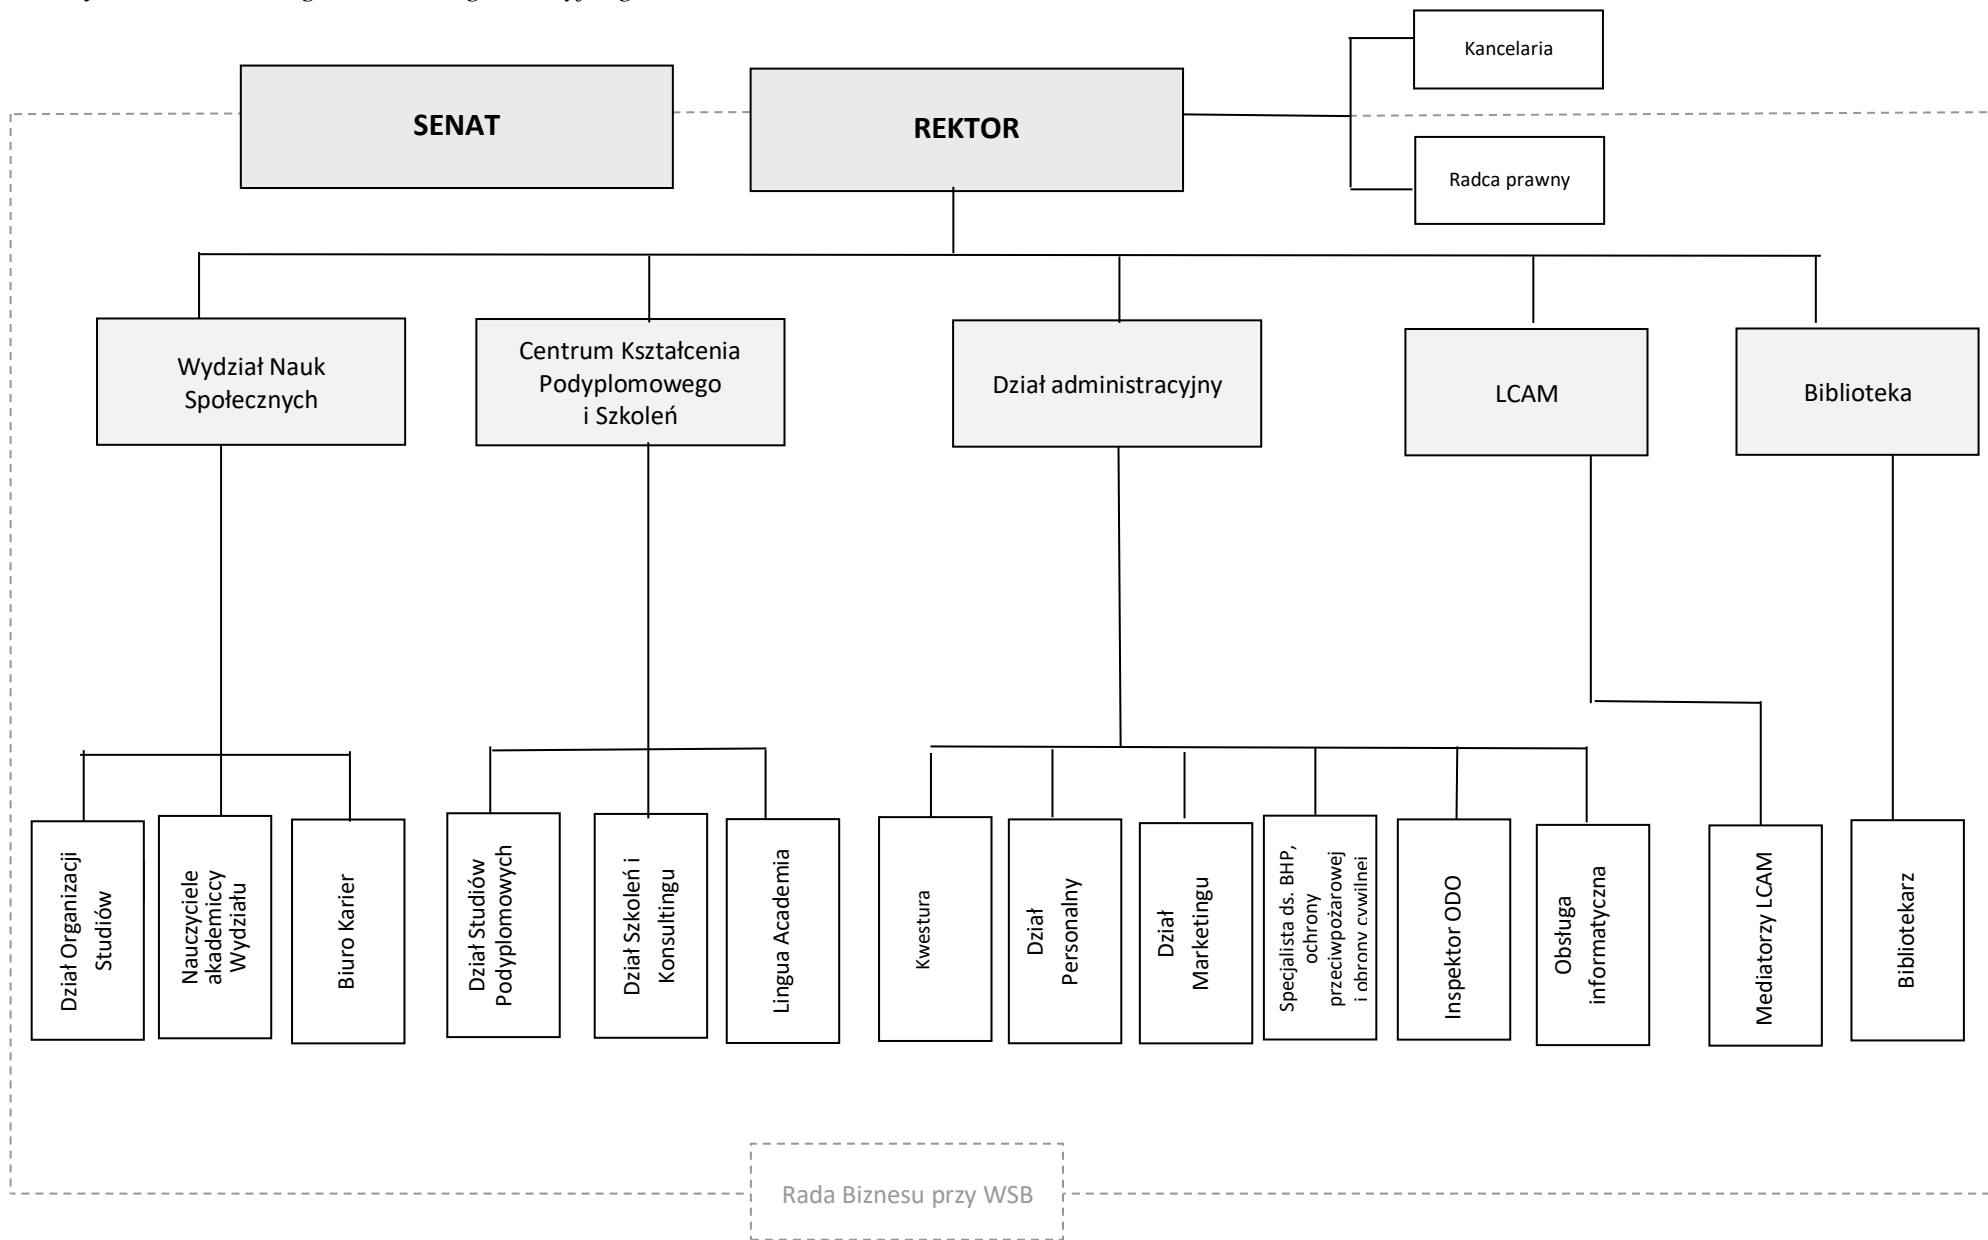 Kancelaria
SENAT
REKTOR
Radca prawny
Wydział Nauk
Społecznych
Centrum Kształcenia
Podyplomowego
i Szkoleń
Dział administracyjny
LCAM
Biblioteka
Dział Organizacji
Studiów
Nauczyciele
akademiccy
Wydziału
Biuro Karier
Dział Studiów
Podyplomowych
Dział Szkoleń i
Konsultingu
Lingua Academia
Kwestura
Dział
Personalny
Dział
Marketingu
Specjalista ds. BHP,
ochrony
przeciwpożarowej
i obrony cywilnej
Inspektor ODO
Obsługa
informatyczna
Mediatorzy LCAM
Bibliotekarz
Rada Biznesu przy WSB